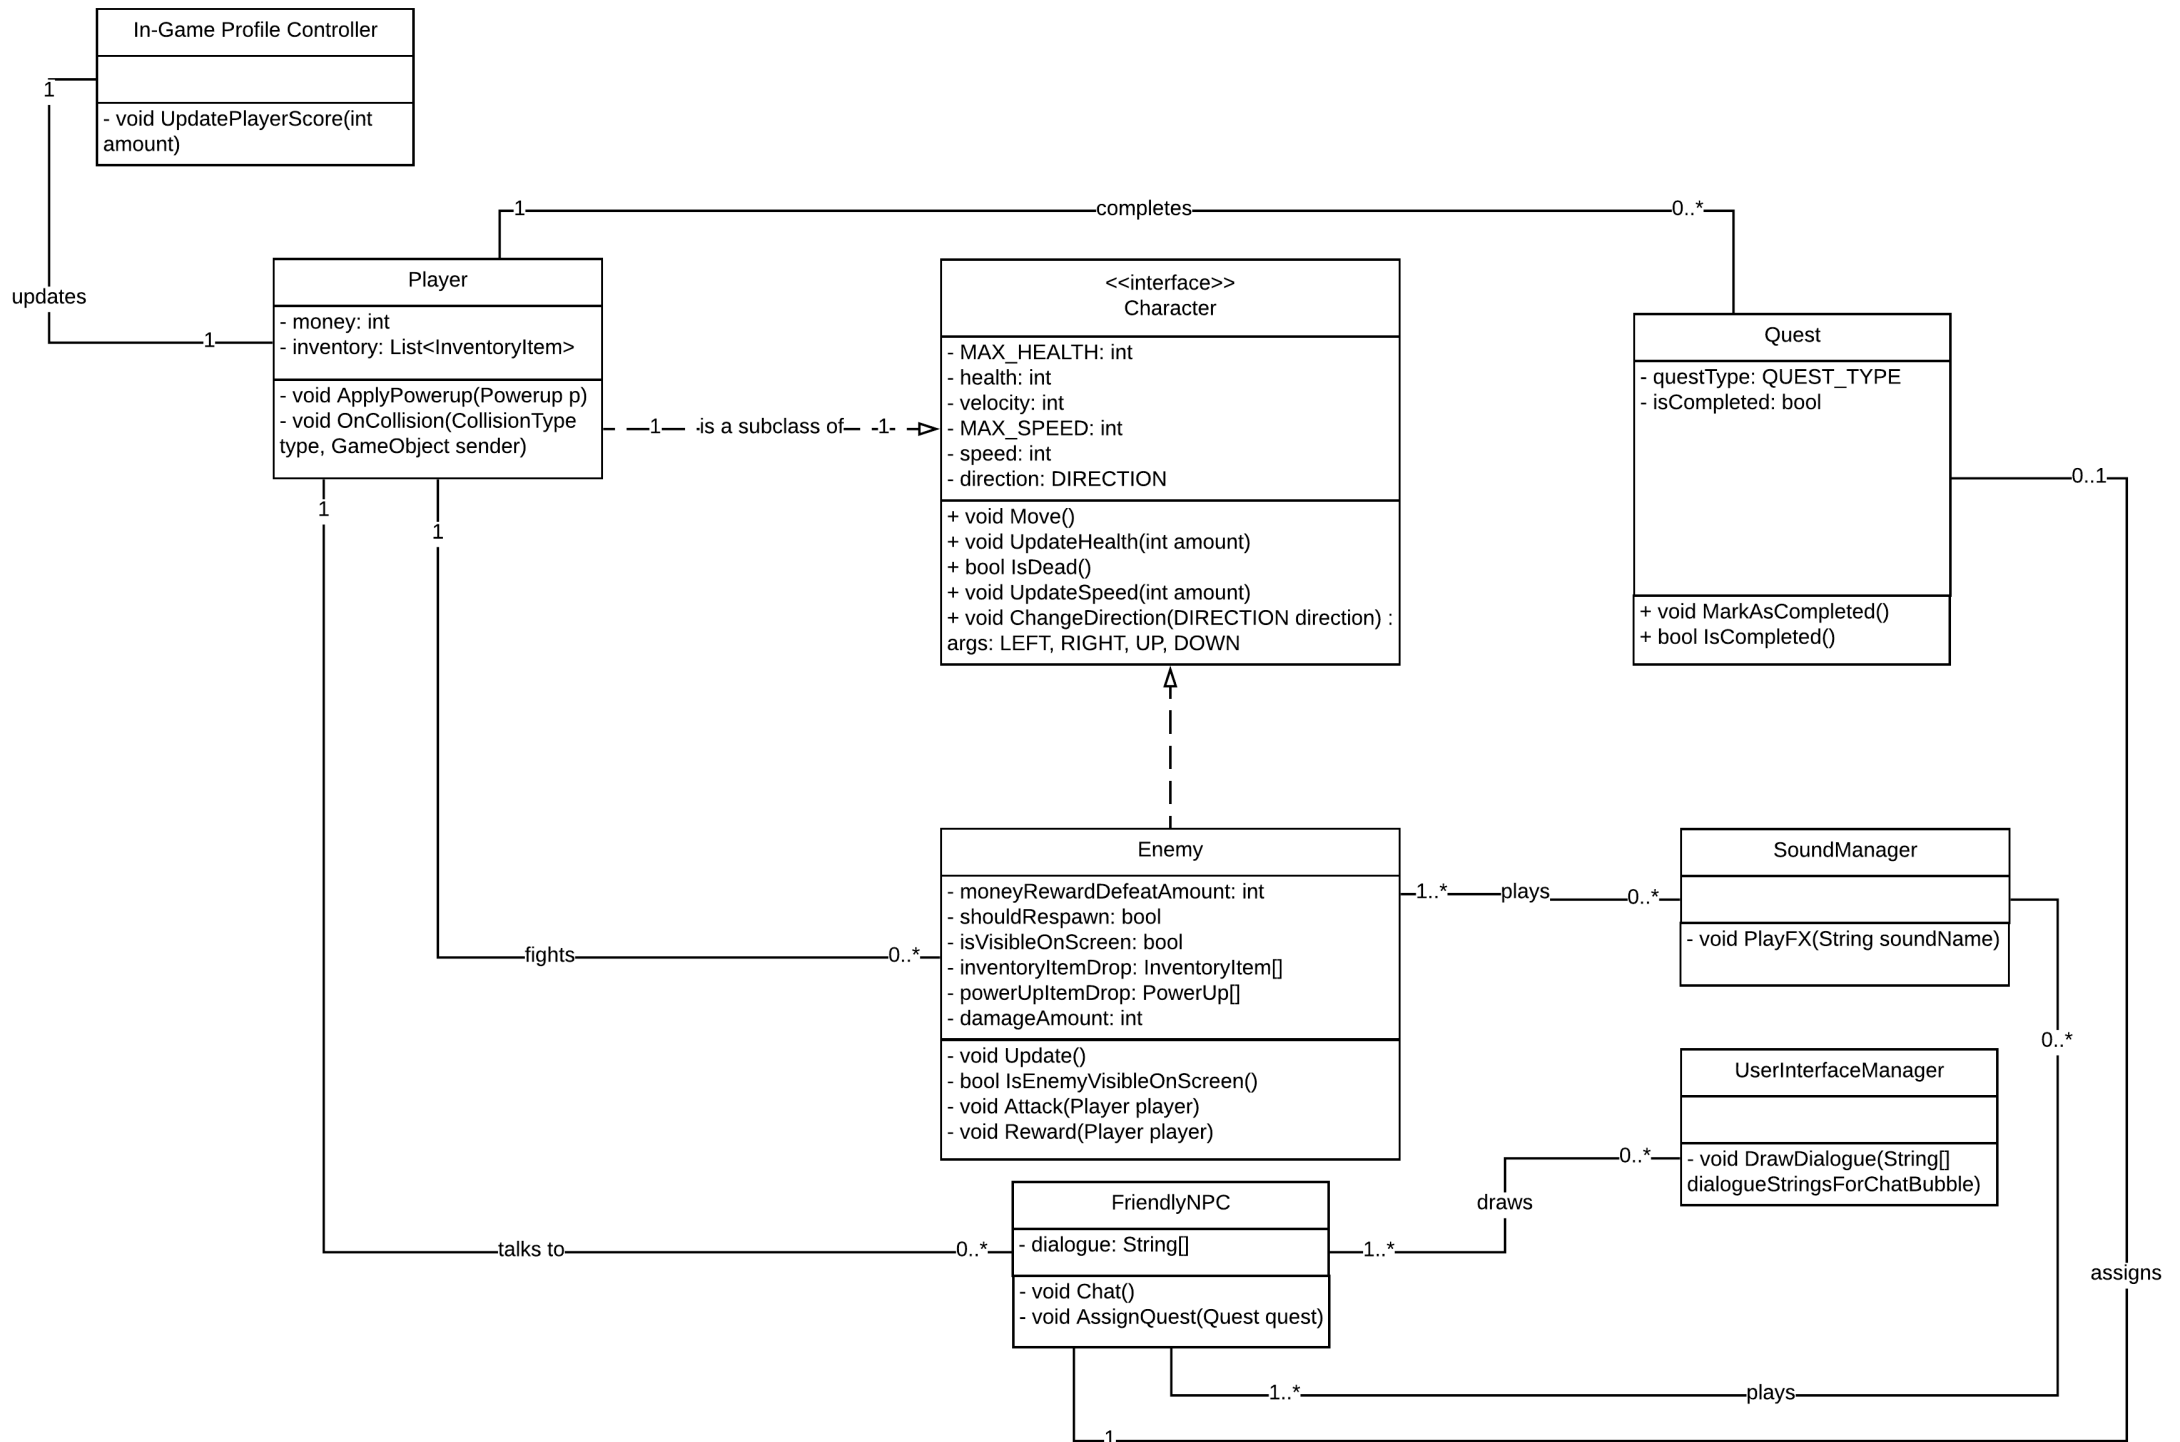 In-Game Profile Controller
1
- void UpdatePlayerScore(int
amount)
updates
1
1
completes
0..*
Player
- money: int
- inventory: List<InventoryItem>
- void ApplyPowerup(Powerup p)
- void OnCollision(CollisionType
type, GameObject sender)
1
is a subclass of
1
<<interface>>
Character
- MAX_HEALTH: int
- health: int
- velocity: int
- MAX_SPEED: int
- speed: int
- direction: DIRECTION
+ void Move()
+ void UpdateHealth(int amount)
+ bool IsDead()
+ void UpdateSpeed(int amount)
+ void ChangeDirection(DIRECTION direction) :
args: LEFT, RIGHT, UP, DOWN
Quest
- questType: QUEST_TYPE
- isCompleted: bool
+ void MarkAsCompleted()
+ bool IsCompleted()
0..1
1
1
fights
0..*
Enemy
- moneyRewardDefeatAmount: int
- shouldRespawn: bool
- isVisibleOnScreen: bool
- inventoryItemDrop: InventoryItem[]
- powerUpItemDrop: PowerUp[]
- damageAmount: int
- void Update()
- bool IsEnemyVisibleOnScreen()
- void Attack(Player player)
- void Reward(Player player)
1..*
plays
0..*
SoundManager
- void PlayFX(String soundName)
0..*
UserInterfaceManager
- void DrawDialogue(String[]
dialogueStringsForChatBubble)
0..*
draws
1..*
talks to
0..*
FriendlyNPC
- dialogue: String[]
- void Chat()
- void AssignQuest(Quest quest)
assigns
1..*
plays
1